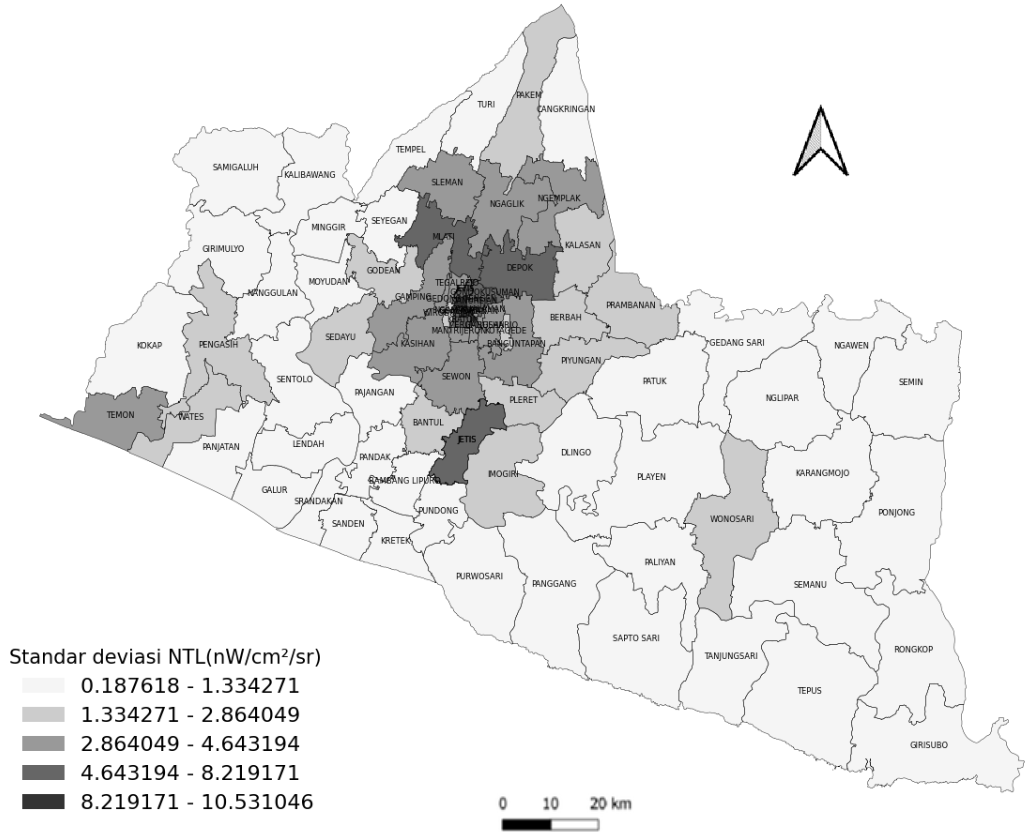 TURI
PAKEM
CANGKRINGAN
TEMPEL
SAMIGALUH
KALIBAWANG
SLEMAN
NGAGLIK
NGEMPLAK
SEYEGAN
MINGGIR
MLATI
GIRIMULYO
KALASAN
GODEAN
DEPOK
MOYUDAN
NANGGULAN
TEGALREJO
GAMPING
PRAMBANAN
BERBAH
KOKAP
PENGASIH
SEDAYU
KASIHAN
MANTRIJERON
KOTAGEDE
BANGUNTAPAN
GEDANG SARI
NGAWEN
PIYUNGAN
SENTOLO
SEWON
PATUK
SEMIN
PAJANGAN
NGLIPAR
PLERET
TEMON
WATES
BANTUL
PANJATAN
LENDAH
JETIS
DLINGO
PANDAK
IMOGIRI
PLAYEN
KARANGMOJO
BAMBANG LIPURO
GALUR
SRANDAKAN
PUNDONG
PONJONG
SANDEN
WONOSARI
KRETEK
PALIYAN
PURWOSARI
PANGGANG
SEMANU
SAPTO SARI
RONGKOP
TANJUNGSARI
TEPUS
GIRISUBO
Standar deviasi NTL(nW/cm²/sr)
0.187618 - 1.334271
1.334271 - 2.864049
2.864049 - 4.643194
4.643194 - 8.219171
8.219171 - 10.531046
0 10 20 km